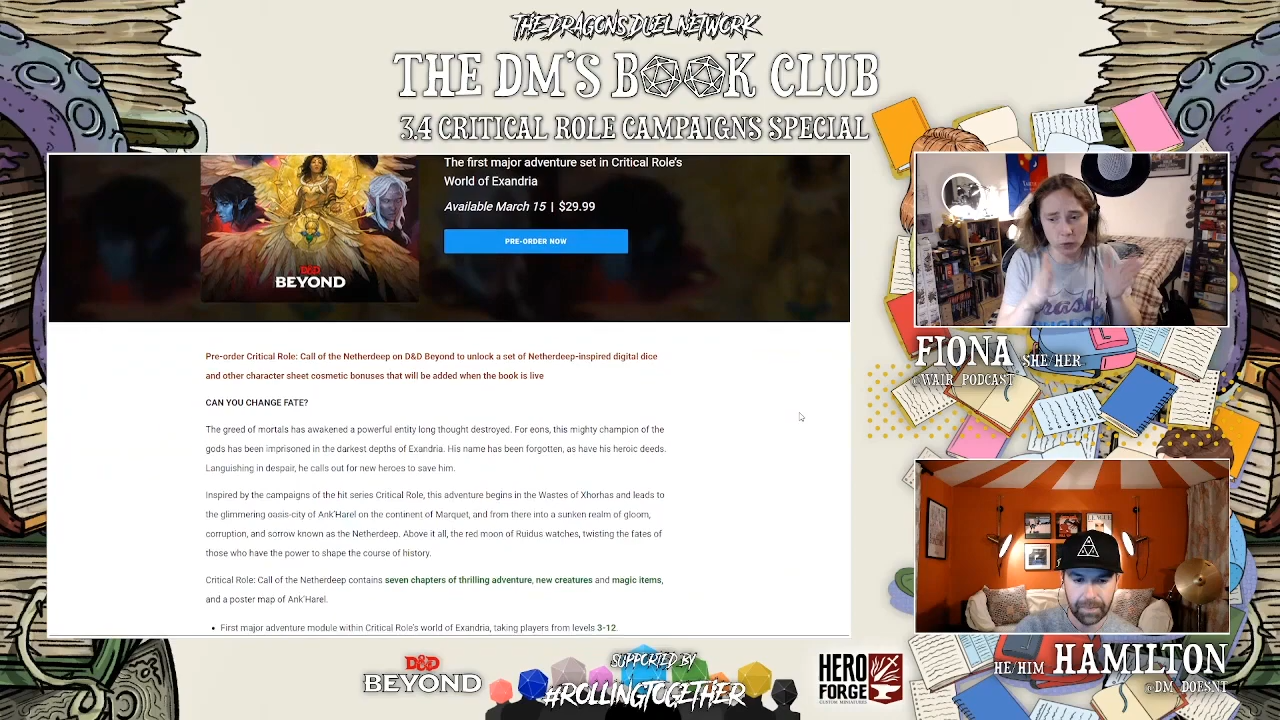 THE DRAGONS DUEL NETWORK
THE DM'S BOOK CLUB
3.4 CRITICAL ROLE CAMPAIGNS SPECIAL
The first major adventure set in Critical Role's
World of Exandria
Available March 15 | $29.99
PRE-ORDER NOW
D&D
BEYOND
Pre-order Critical Role: Call of the Netherdeep on D&D Beyond to unlock a set of Netherdeep-inspired digital dice
and other character sheet cosmetic bonuses that will be added when the book is live
CAN YOU CHANGE FATE?
The greed of mortals has awakened a powerful entity long thought destroyed. For eons, this mighty champion of the
gods has been imprisoned in the darkest depths of Exandria. His name has been forgotten, as have his heroic deeds.
Languishing in despair, he calls out for new heroes to save him.
Inspired by the campaigns of the hit series Critical Role, this adventure begins in the Wastes of Xhorhas and leads to
the glimmering oasis-city of Ank'Harel on the continent of Marquet, and from there into a sunken realm of gloom,
corruption, and sorrow known as the Netherdeep. Above it all, the red moon of Ruidus watches, twisting the fates of
those who have the power to shape the course of history.
Critical Role: Call of the Netherdeep contains seven chapters of thrilling adventure, new creatures and magic items,
and a poster map of Ank'Harel.
• First major adventure module within Critical Role's world of Exandria, taking players from levels 3-12.
FIONA SHE/HER
@WAIR_PODCAST
LEAGUE
HE/HIM HAMILTON
@DM_DOESNT
D&D
BEYOND
SUPPORTED BY
#ROLLINGTOGETHER
HERO
FORGE
CUSTOM MINIATURES